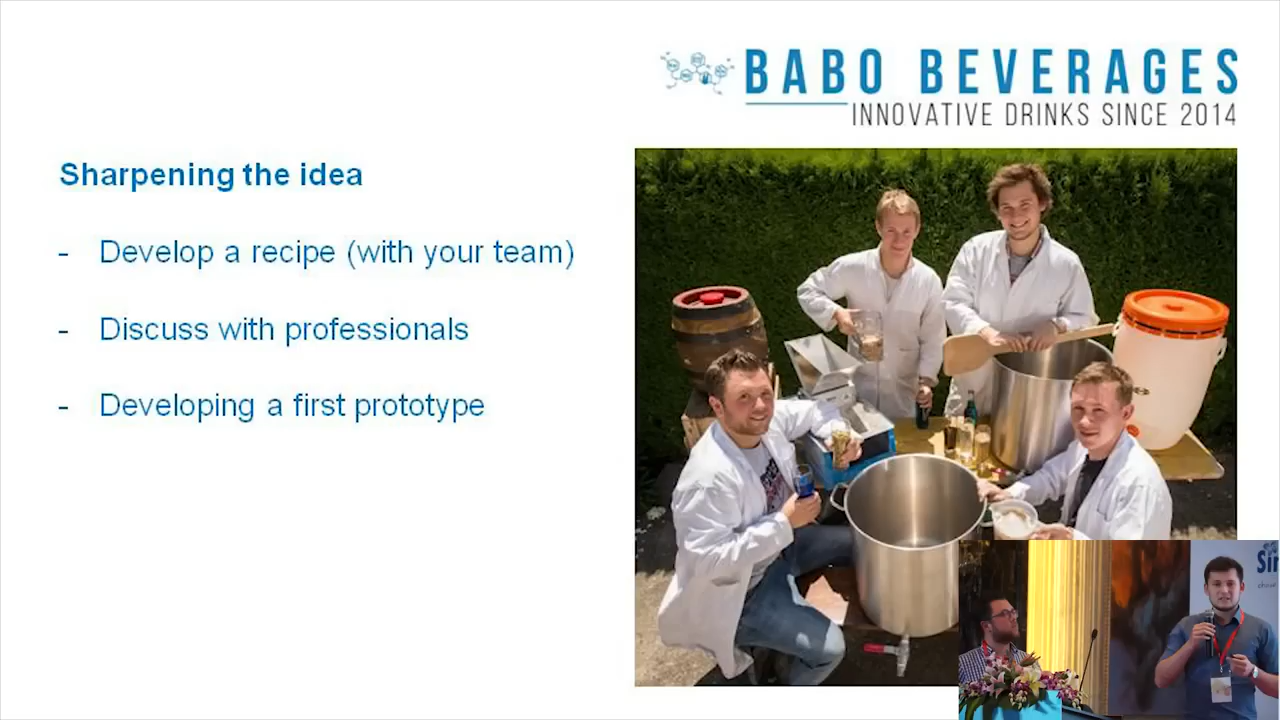 BABO BEVERAGES
INNOVATIVE DRINKS SINCE 2014
Sharpening the idea
- Develop a recipe (with your team)
- Discuss with professionals
- Developing a first prototype